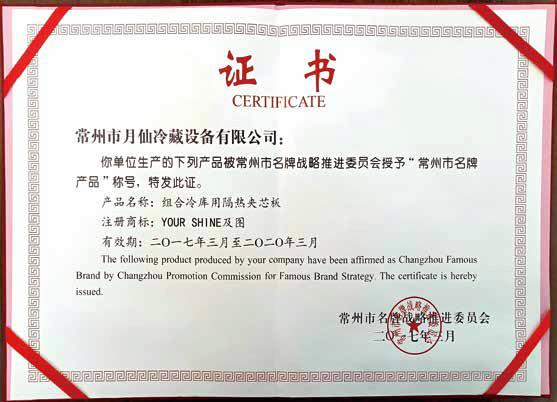 证书
CERTIFICATE
常州市月仙冷藏设备有限公司：
你单位生产的下列产品被常州市名牌战略推进委员会授予“常州市名牌
产品”称号，特发此证。
产品名称：组合冷库用隔热夹芯板
注册商标：YOUR SHINE及图
有效期：二〇一七年三月至二〇二〇年三月
The following product produced by your company have been affirmed as Changzhou Famous
Brand by Changzhou Promotion Commission for Famous Brand Strategy. The certificate is hereby
issued.
常州市名牌战略推进委员会
二〇一七年三月